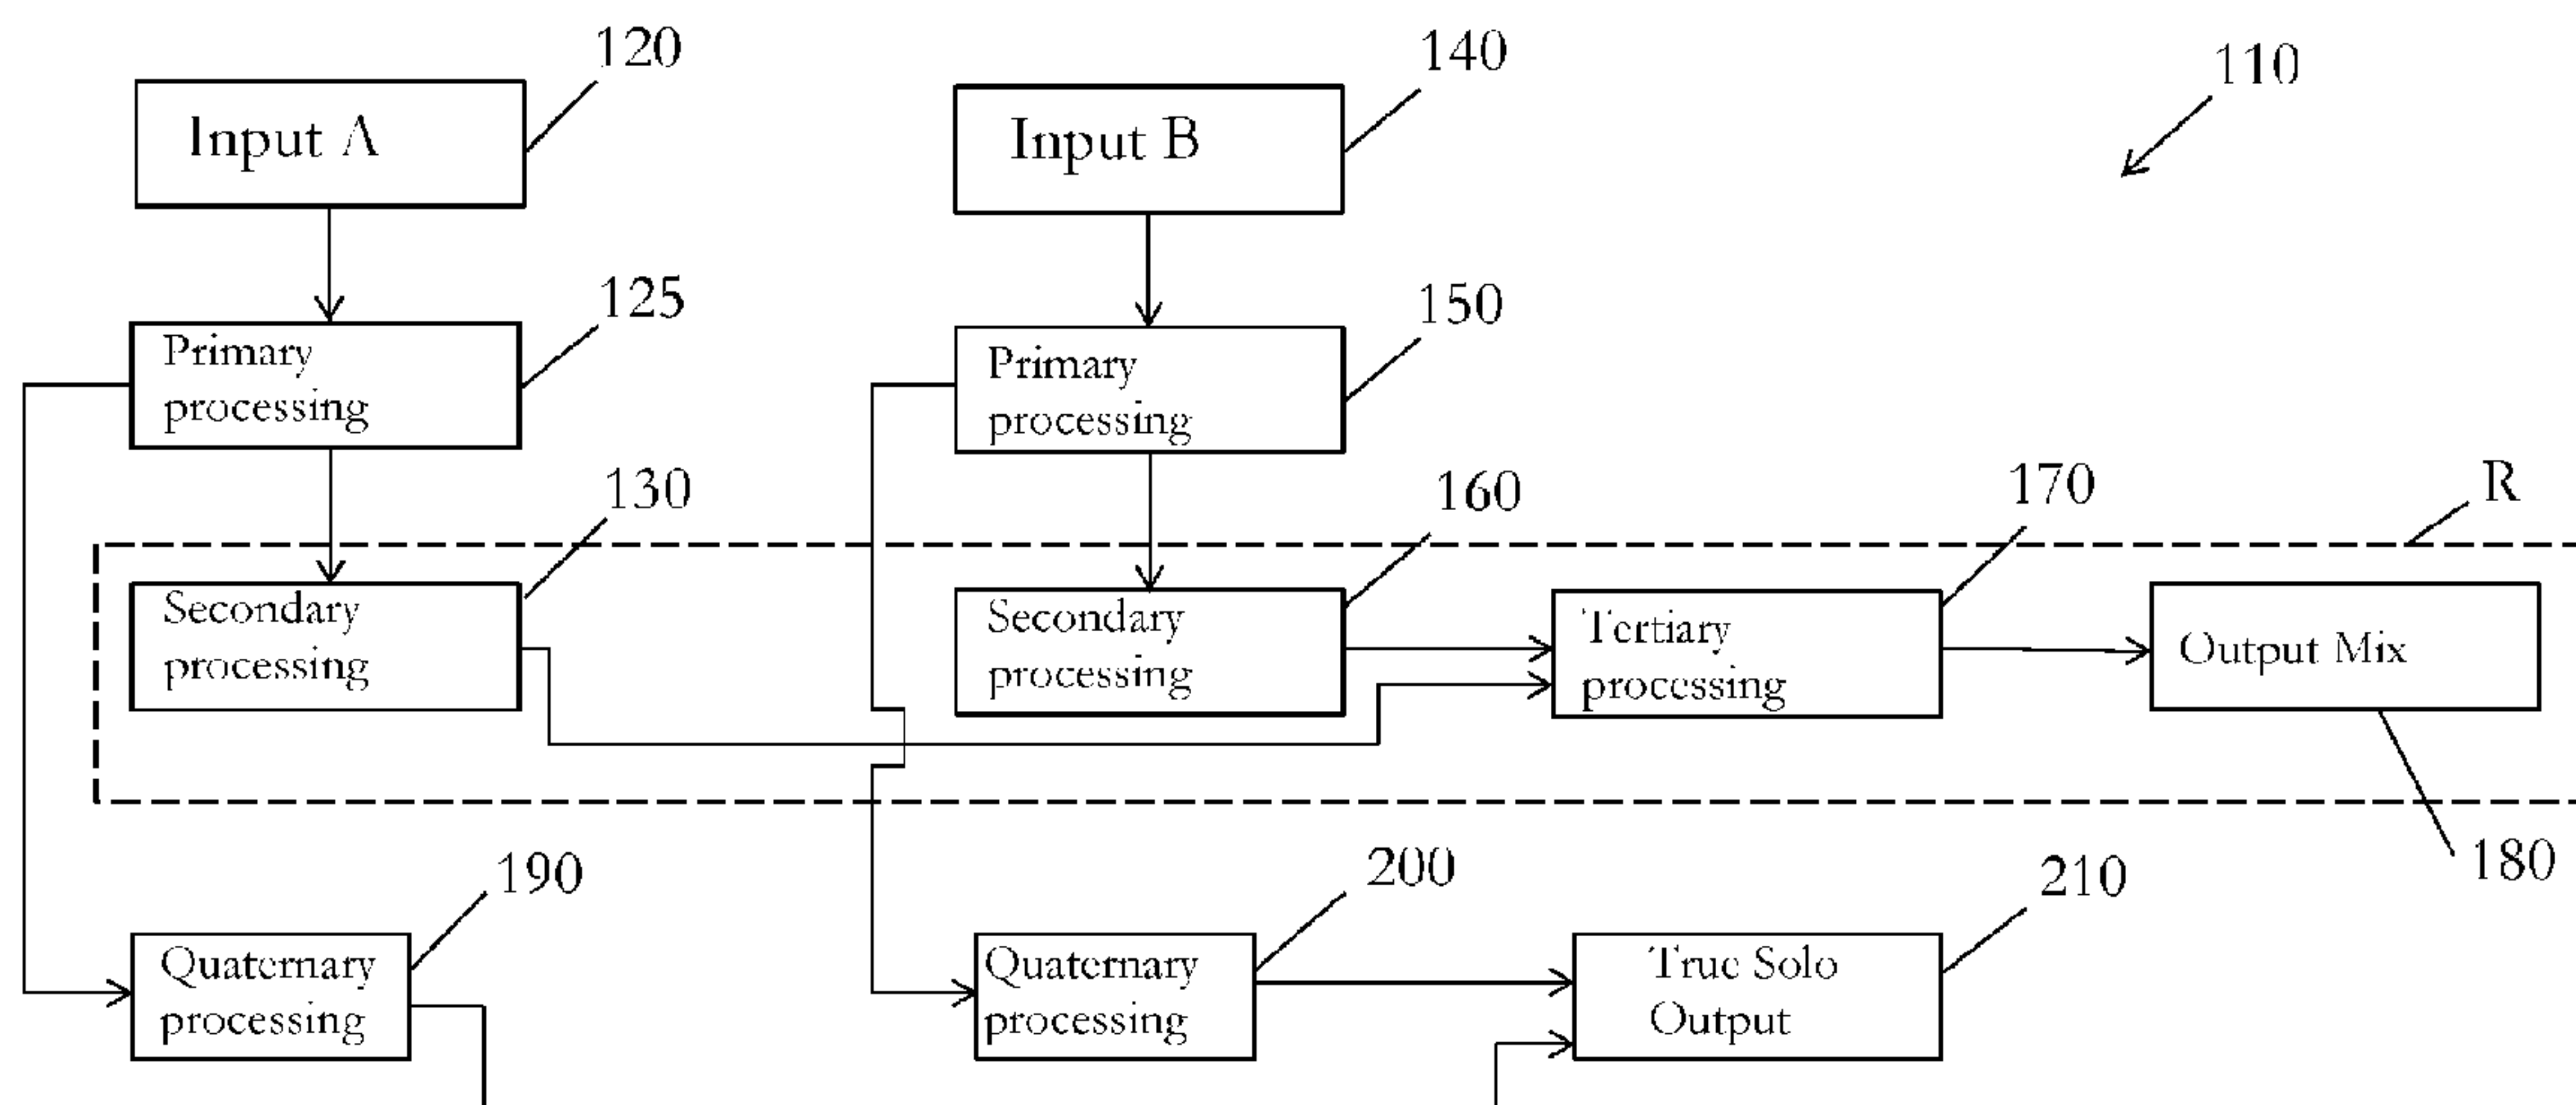 120
140
110
Input A
Input B
125
150
Primary
processing
Primary
processing
130
160
170
R
Secondary
processing
Secondary
processing
Tertiary
processing
Output Mix
190
200
210
180
Quaternary
processing
Quaternary
processing
True Solo
Output